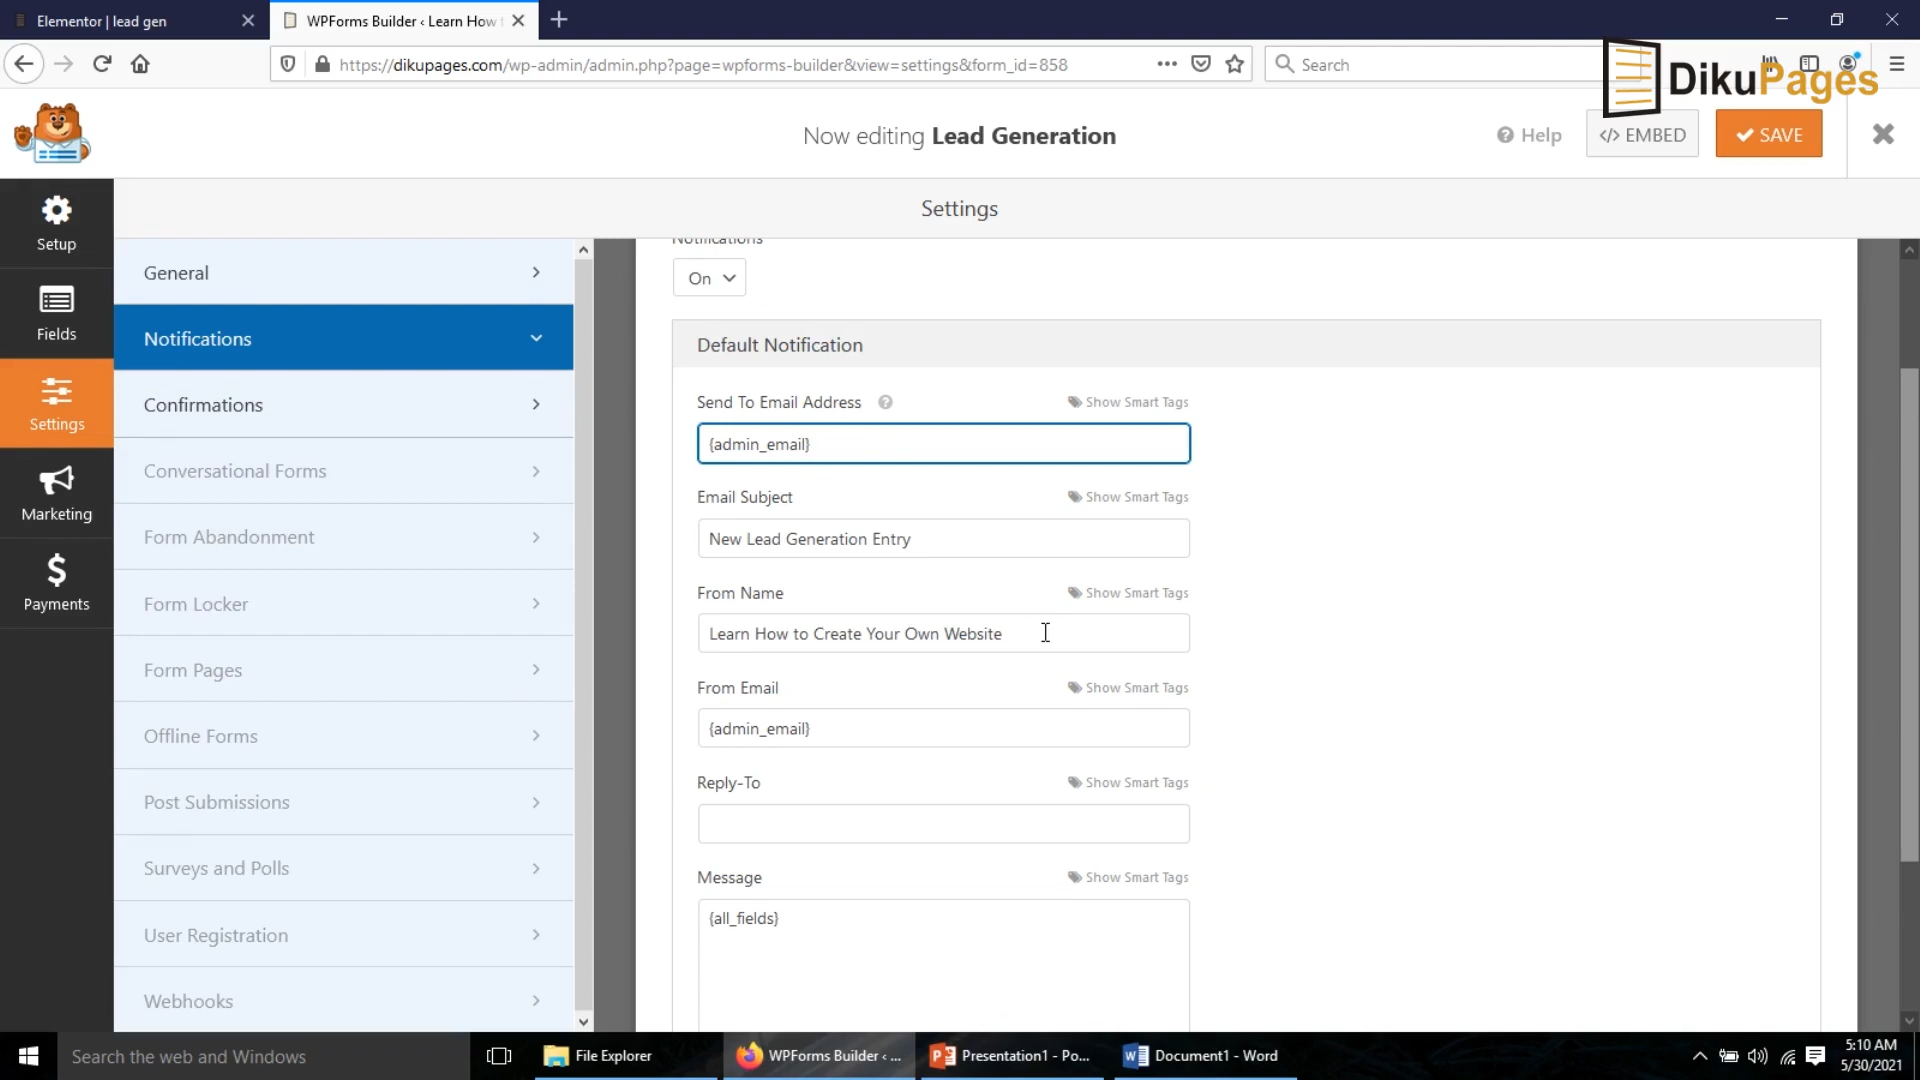 Elementor | lead gen
WPForms Builder ‹ Learn How
https://dikupages.com/wp-admin/admin.php?page=wpforms-builder&view=settings&form_id=858
Search
DikuPages
Now editing Lead Generation
Help
</> EMBED
SAVE
Settings
Setup
Fields
Settings
Marketing
Payments
General
Notifications
Confirmations
Conversational Forms
Form Abandonment
Form Locker
Form Pages
Offline Forms
Post Submissions
Surveys and Polls
User Registration
Webhooks
Notifications
On
Default Notification
Send To Email Address
Show Smart Tags
{admin_email}
Email Subject
Show Smart Tags
New Lead Generation Entry
From Name
Show Smart Tags
Learn How to Create Your Own Website
From Email
Show Smart Tags
{admin_email}
Reply-To
Show Smart Tags
Message
Show Smart Tags
{all_fields}
Search the web and Windows
File Explorer
WPForms Builder ‹ ...
Presentation1 - Po...
Document1 - Word
5:10 AM
5/30/2021